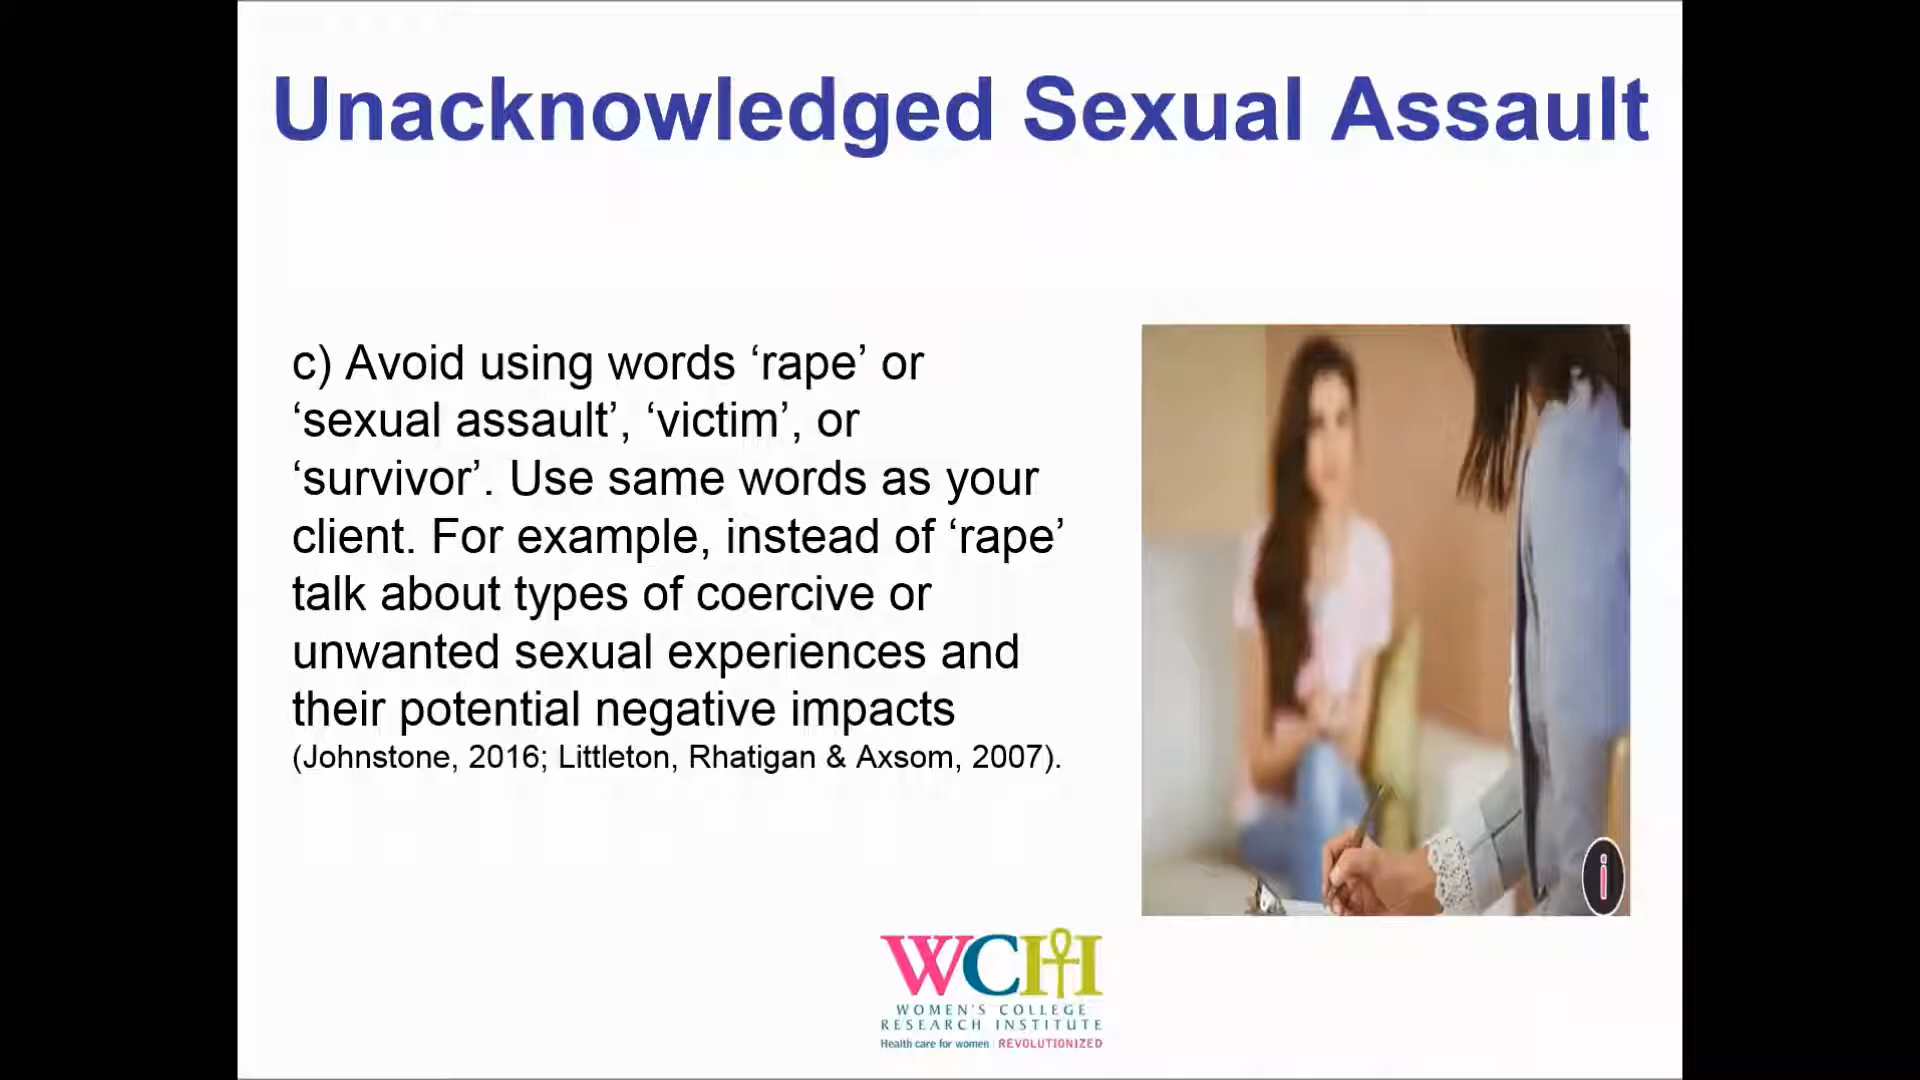 Unacknowledged Sexual Assault
c) Avoid using words ‘rape’ or
‘sexual assault’, ‘victim’, or
‘survivor’. Use same words as your
client. For example, instead of ‘rape’
talk about types of coercive or
unwanted sexual experiences and
their potential negative impacts
(Johnstone, 2016; Littleton, Rhatigan & Axsom, 2007).
i
WCH
WOMEN'S COLLEGE
RESEARCH INSTITUTE
Health care for women | REVOLUTIONIZED